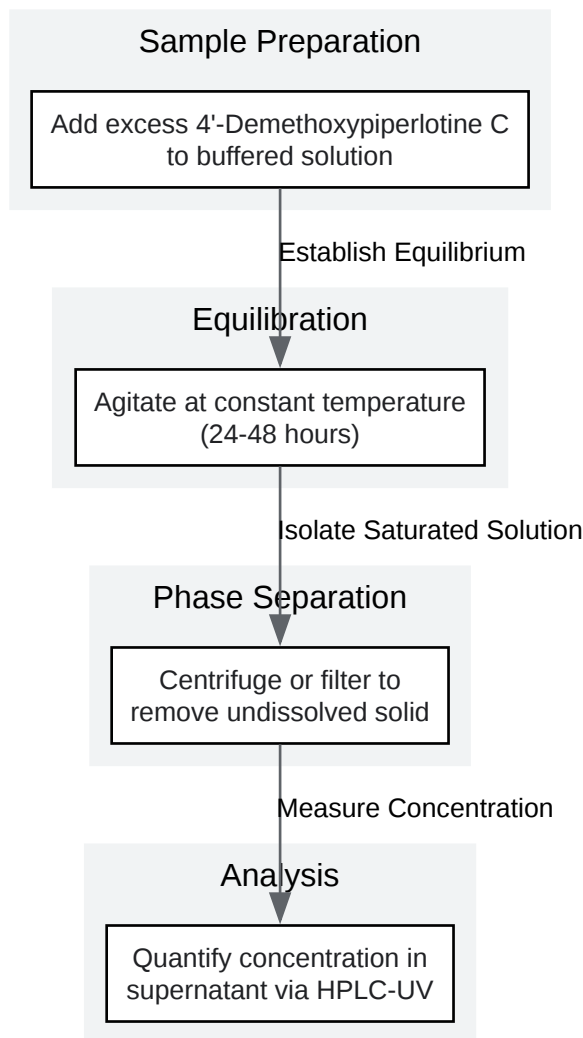 Sample Preparation
Add excess 4'-Demethoxypiperlotine C
to buffered solution
Establish Equilibrium
Equilibration
Agitate at constant temperature
(24-48 hours)
Isolate Saturated Solution
Phase Separation
Centrifuge or filter to
remove undissolved solid
Measure Concentration
Analysis
Quantify concentration in
supernatant via HPLC-UV